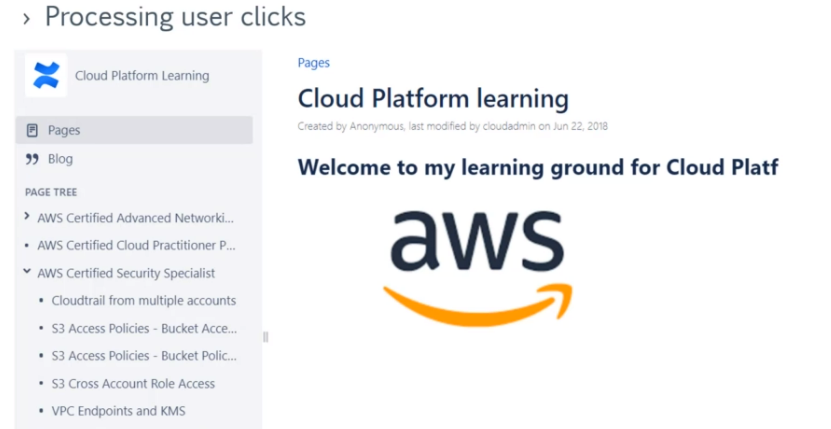 Processing user clicks
Cloud Platform Learning
Pages
Blog
PAGE TREE
AWS Certified Advanced Networki...
AWS Certified Cloud Practitioner P...
AWS Certified Security Specialist
Cloudtrail from multiple accounts
S3 Access Policies - Bucket Acce...
S3 Access Policies - Bucket Polic...
S3 Cross Account Role Access
VPC Endpoints and KMS
Pages
Cloud Platform learning
Created by Anonymous, last modified by cloudadmin on Jun 22, 2018
Welcome to my learning ground for Cloud Platf
aws